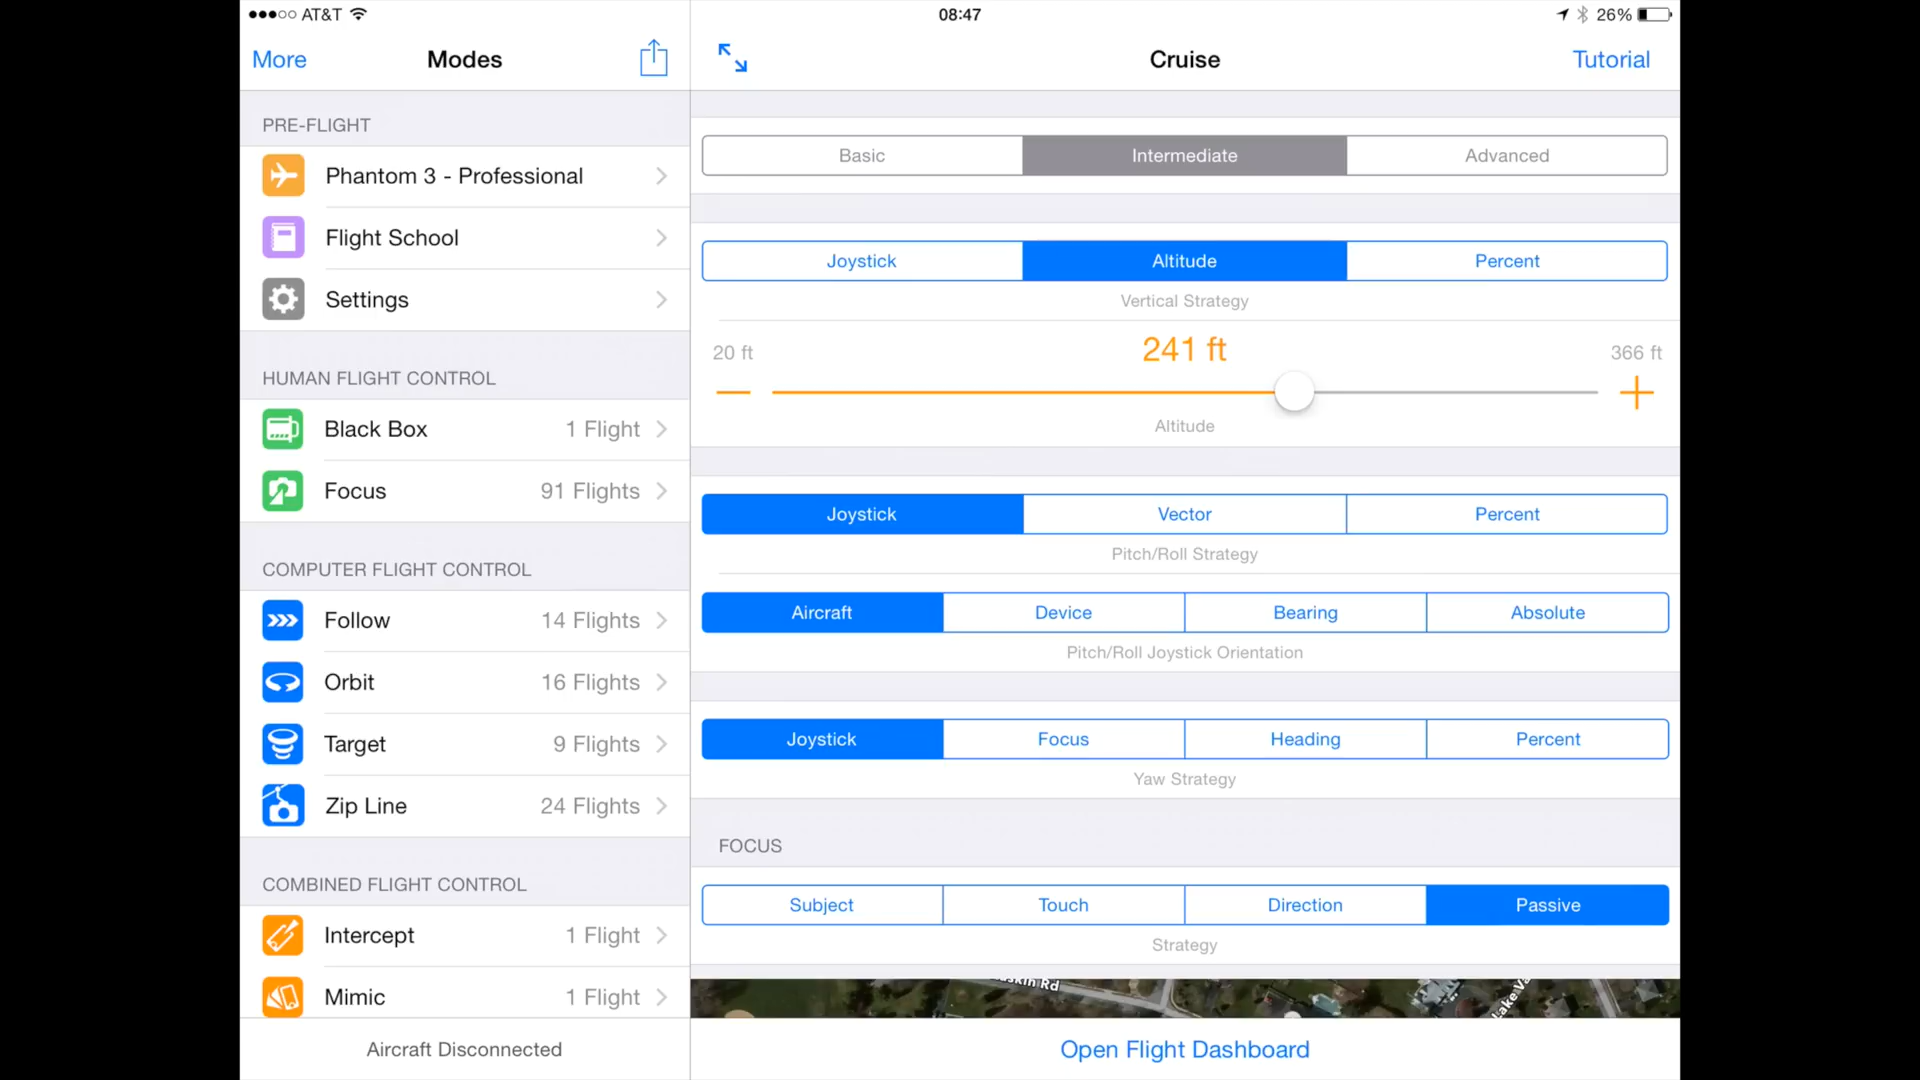 AT&T
08:47
26%
More
Modes
Cruise
Tutorial
PRE-FLIGHT
Phantom 3 - Professional
Flight School
Settings
HUMAN FLIGHT CONTROL
Black Box 1 Flight
Focus 91 Flights
COMPUTER FLIGHT CONTROL
Follow 14 Flights
Orbit 16 Flights
Target 9 Flights
Zip Line 24 Flights
COMBINED FLIGHT CONTROL
Intercept 1 Flight
Mimic 1 Flight
Aircraft Disconnected
Basic Intermediate Advanced
Joystick Altitude Percent
Vertical Strategy
20 ft 241 ft 366 ft
Altitude
Joystick Vector Percent
Pitch/Roll Strategy
Aircraft Device Bearing Absolute
Pitch/Roll Joystick Orientation
Joystick Focus Heading Percent
Yaw Strategy
FOCUS
Subject Touch Direction Passive
Strategy
Rd
Lake
Open Flight Dashboard